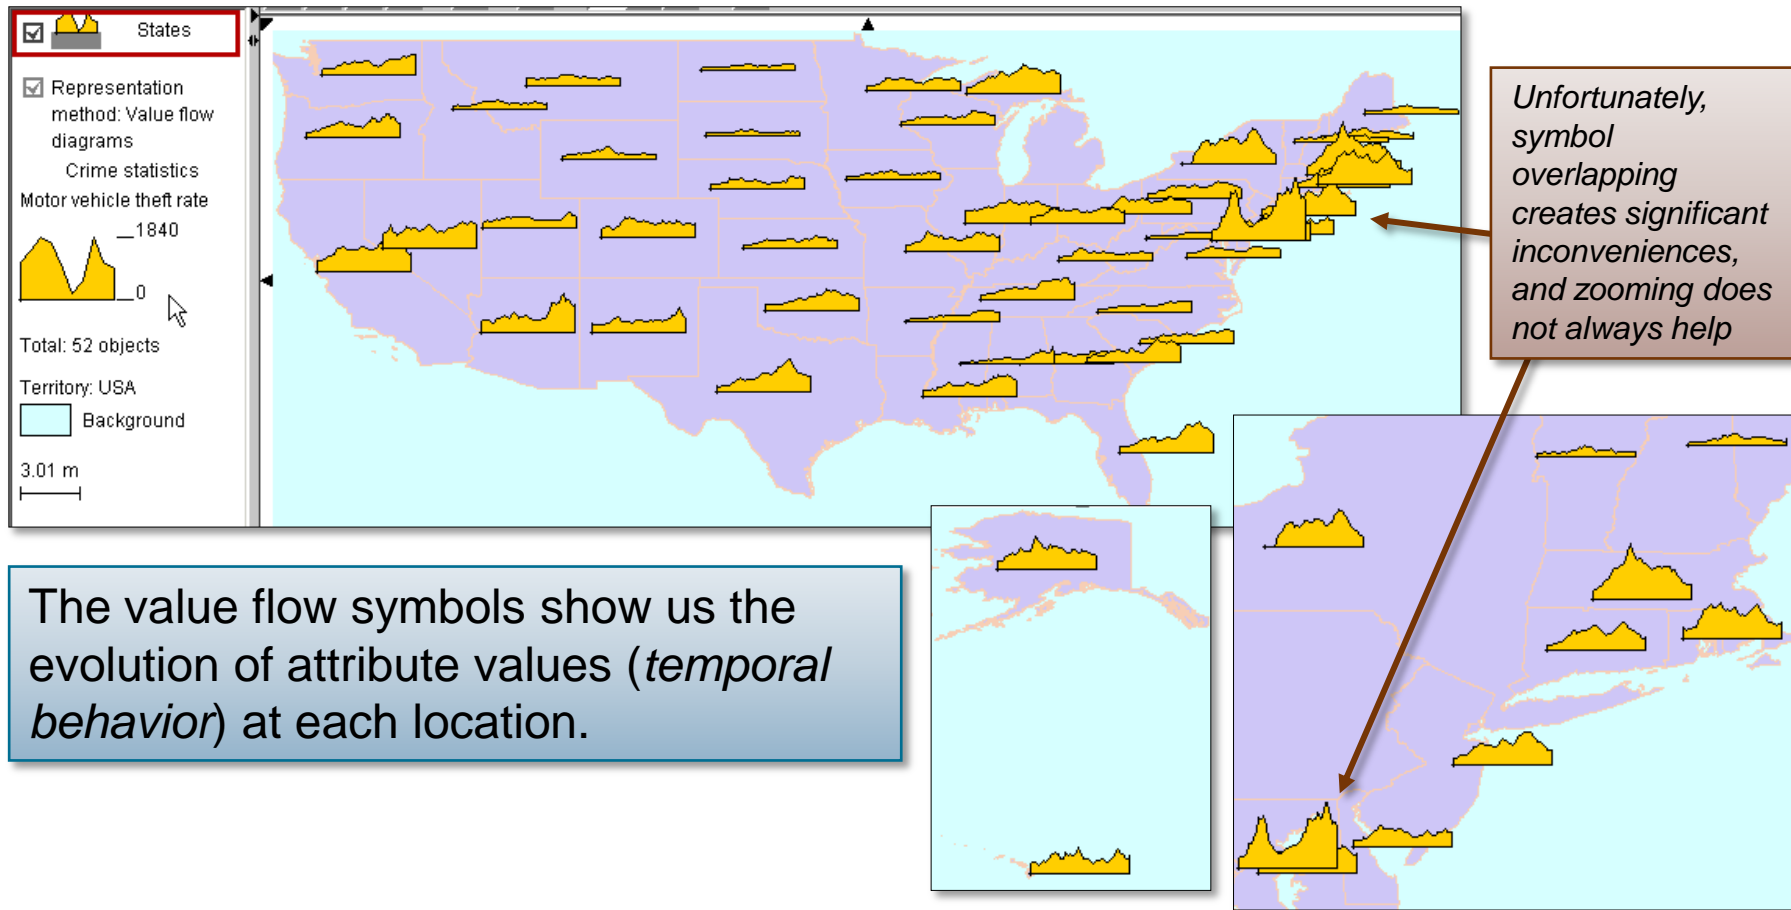 States
Representation
method: Value flow
diagrams
Crime statistics
Motor vehicle theft rate
1840
0
Total: 52 objects
Territory: USA
Background
3.01 m
Unfortunately,
symbol
overlapping
creates significant
inconveniences,
and zooming does
not always help
The value flow symbols show us the
evolution of attribute values (temporal
behavior) at each location.